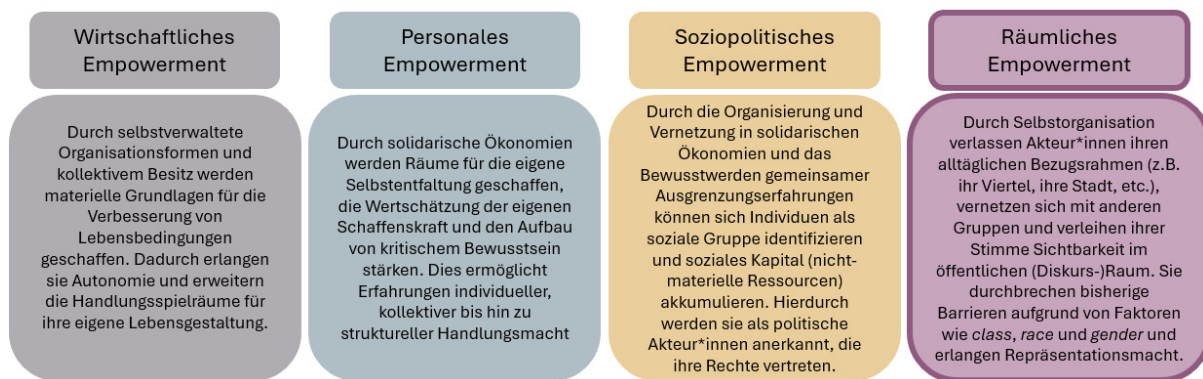 Wirtschaftliches
Empowerment
Durch selbstverwaltete
Organisationsformen und
kollektivem Besitz werden
materielle Grundlagen für die
Verbesserung von
Lebensbedingungen
geschaffen. Dadurch erlangen
sie Autonomie und erweitern
die Handlungsspielräume für
ihre eigene Lebensgestaltung.
Personales
Empowerment
Durch solidarische Ökonomien
werden Räume für die eigene
Selbstentfaltung geschaffen,
die Wertschätzung der eigenen
Schaffenskraft und den Aufbau
von kritischem Bewusstsein
stärken. Dies ermöglicht
Erfahrungen individueller,
kollektiver bis hin zu
struktureller Handlungsmacht
Soziopolitisches
Empowerment
Durch die Organisierung und
Vernetzung in solidarischen
Ökonomien und das
Bewusstwerden gemeinsamer
Ausgrenzungserfahrungen
können sich Individuen als
soziale Gruppe identifizieren
und soziales Kapital (nicht-
materielle Ressourcen)
akkumulieren. Hierdurch
werden sie als politische
Akteur*innen anerkannt, die
ihre Rechte vertreten.
Räumliches
Empowerment
Durch Selbstorganisation
verlassen Akteur*innen ihren
alltäglichen Bezugsrahmen (z.B.
ihr Viertel, ihre Stadt, etc.),
vernetzen sich mit anderen
Gruppen und verleihen ihrer
Stimme Sichtbarkeit im
öffentlichen (Diskurs-)Raum. Sie
durchbrechen bisherige
Barrieren aufgrund von Faktoren
wie class, race und gender und
erlangen Repräsentationsmacht.